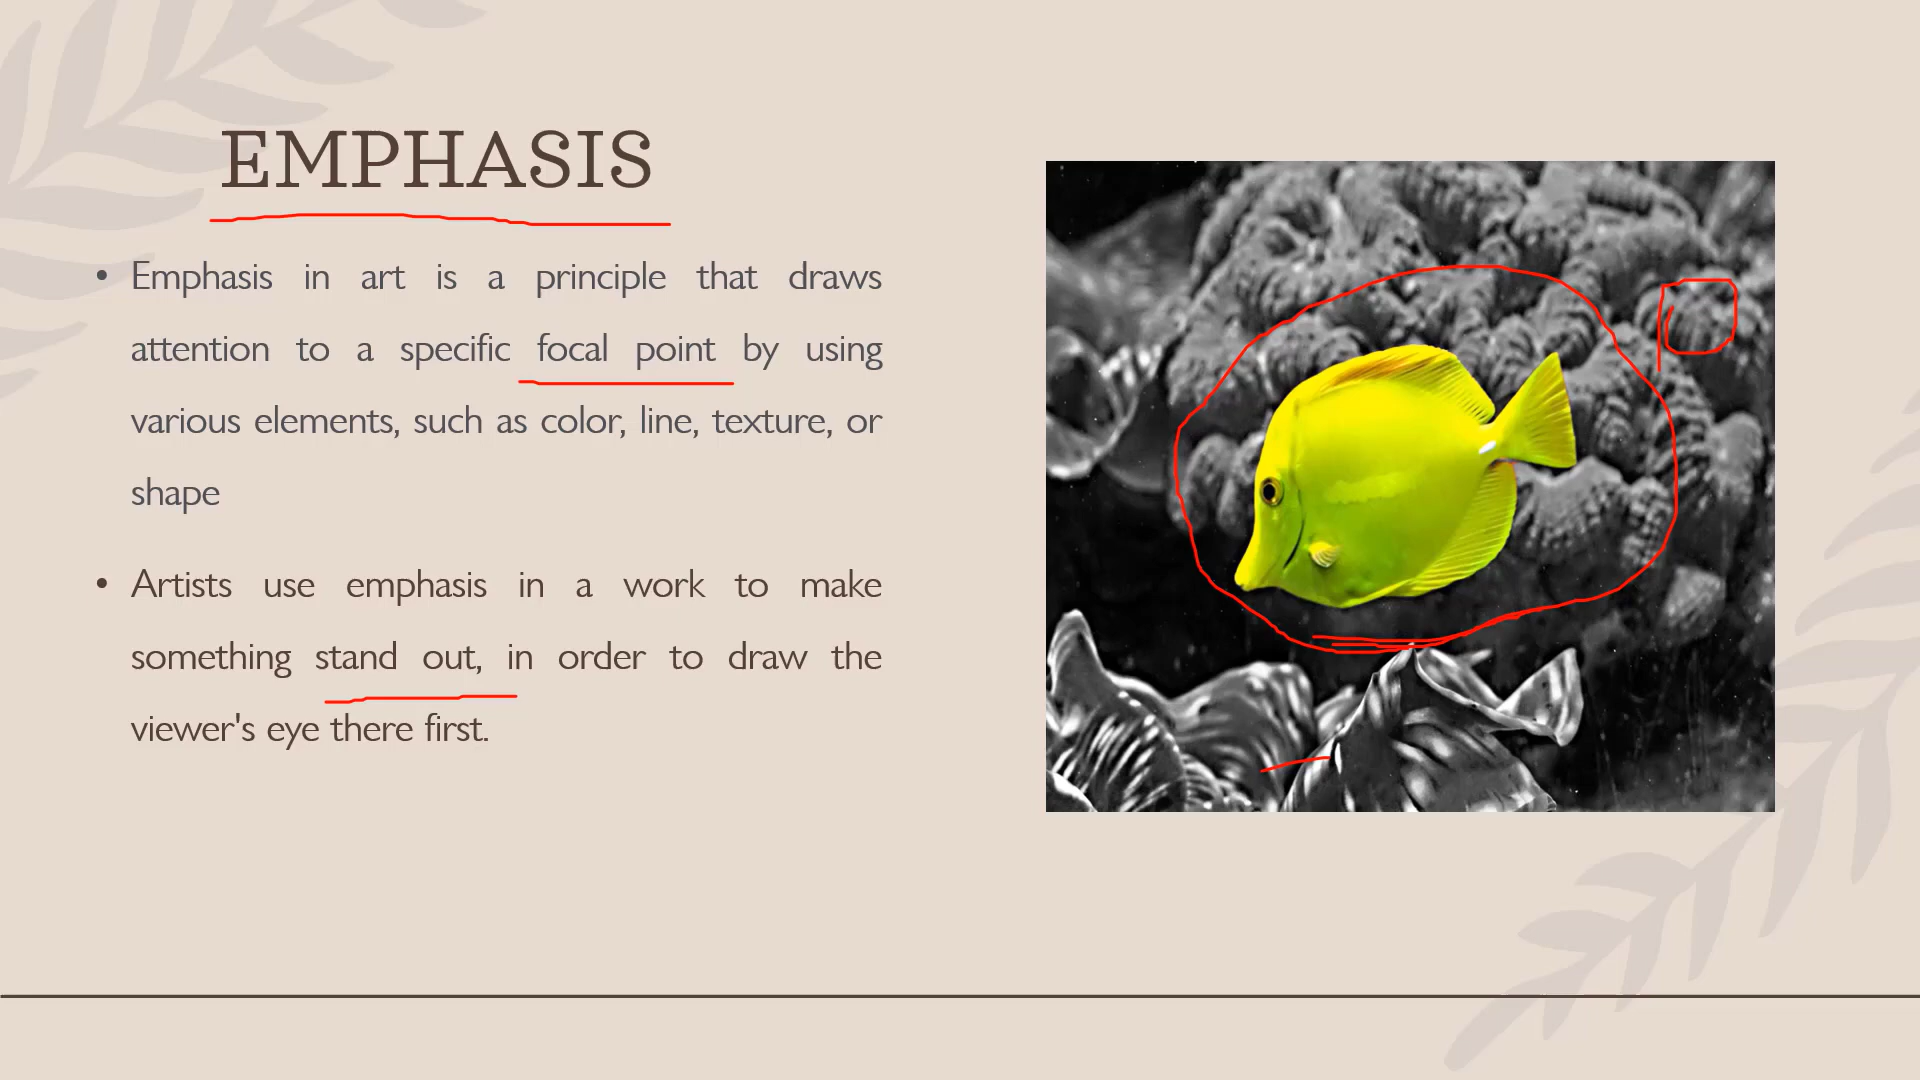 EMPHASIS
• Emphasis in art is a principle that draws
attention to a specific focal point by using
various elements, such as color, line, texture, or
shape
• Artists use emphasis in a work to make
something stand out, in order to draw the
viewer's eye there first.